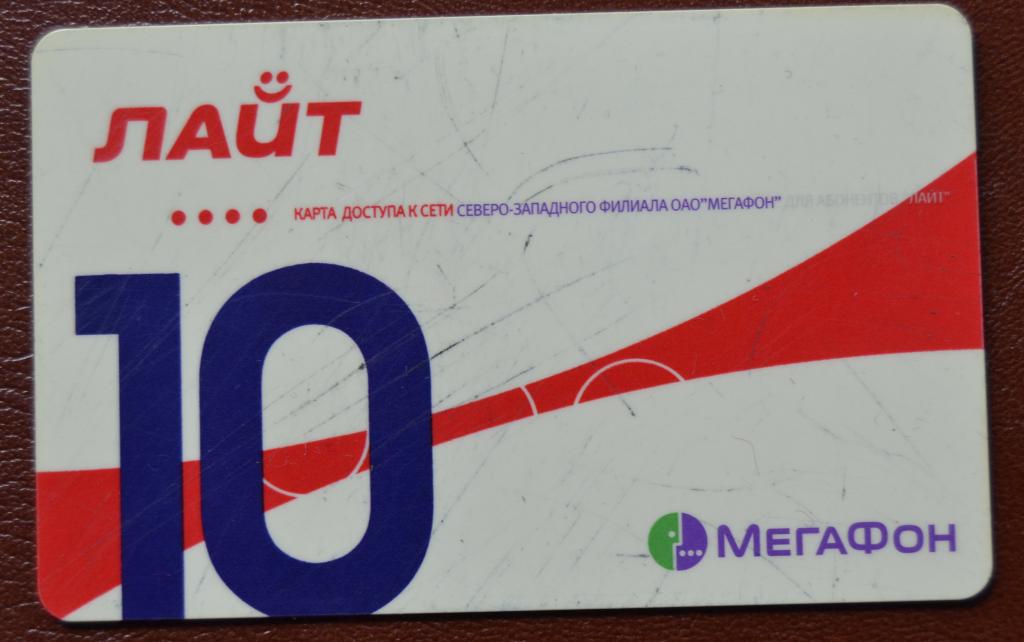 ЛАЙТ
КАРТА ДОСТУПА К СЕТИ СЕВЕРО-ЗАПАДНОГО ФИЛИАЛА ОАО"МЕГАФОН" ДЛЯ АБОНЕНТОВ "ЛАЙТ"
10
МЕГАФОН